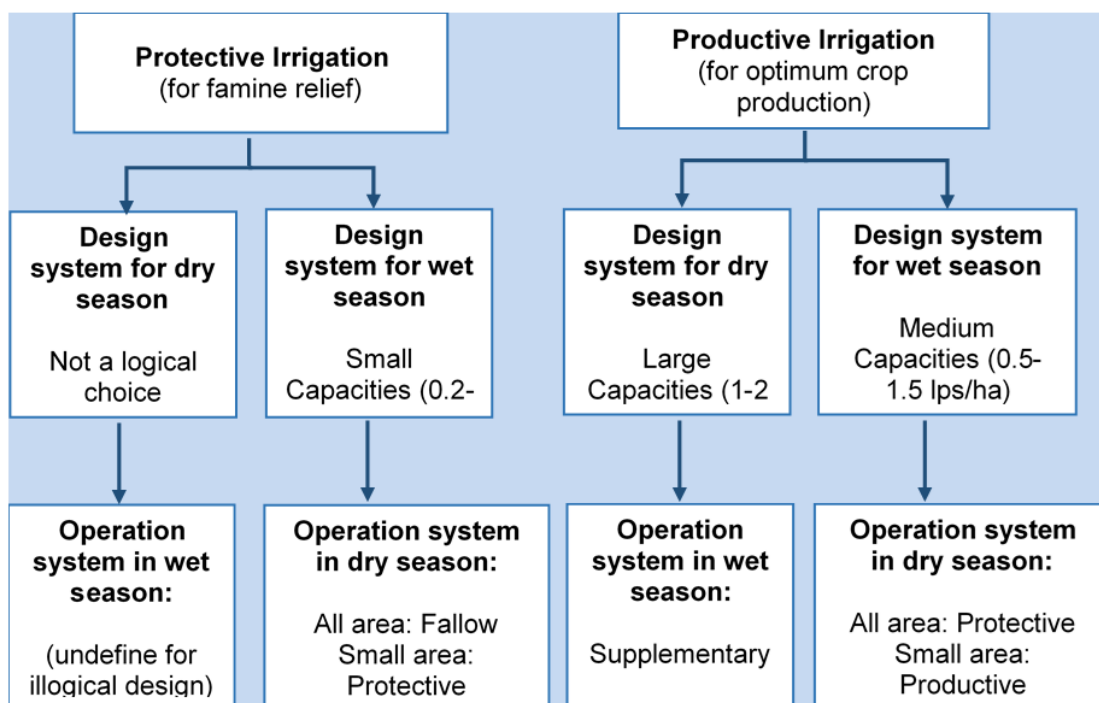 Protective Irrigation
(for famine relief)
Productive Irrigation
(for optimum crop
production)
Design
system for dry
season
Not a logical
choice
Design
system for wet
season
Small
Capacities (0.2-
Design
system for dry
season
Large
Capacities (1-2
Design system
for wet season
Medium
Capacities (0.5-
1.5 lps/ha)
Operation
system in wet
season:
(undefine for
illogical design)
Operation system
in dry season:
All area: Fallow
Small area:
Protective
Operation
system in wet
season:
Supplementary
Operation system
in dry season:
All area: Protective
Small area:
Productive